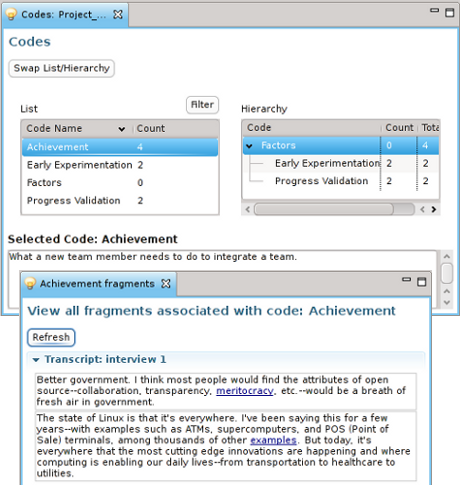 Codes: Project_...
Codes
Swap List/Hierarchy
List
Filter
Hierarchy
Code Name Count
Achievement 4
Early Experimentation 2
Factors 0
Progress Validation 2
Code Count Tota
Factors 0 4
Early Experimentation 2 2
Progress Validation 2 2
Selected Code: Achievement
What a new team member needs to do to integrate a team.
Achievement fragments
View all fragments associated with code: Achievement
Refresh
Transcript: interview 1
Better government. I think most people would find the attributes of open
source--collaboration, transparency, meritocracy, etc.--would be a breath of
fresh air in government.
The state of Linux is that it's everywhere. I've been saying this for a few
years--with examples such as ATMs, supercomputers, and POS (Point of
Sale) terminals, among thousands of other examples. But today, it's
everywhere that the most cutting edge innovations are happening and where
computing is enabling our daily lives--from transportation to healthcare to
utilities.